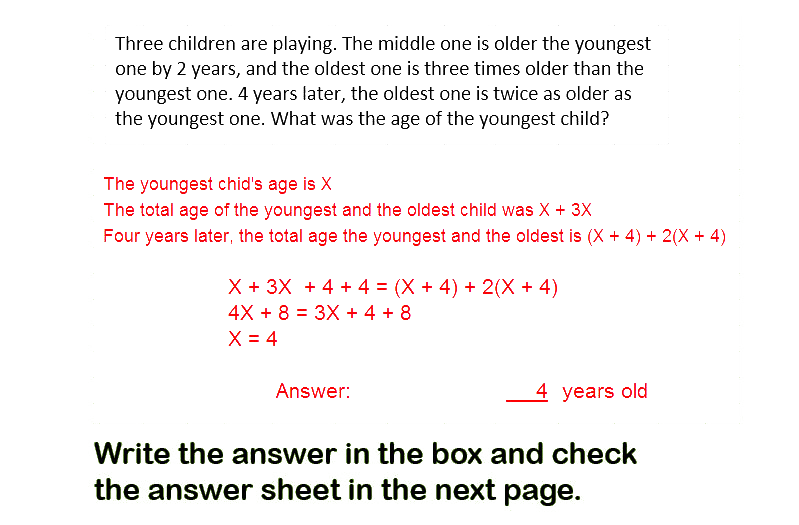 Three children are playing. The middle one is older the youngest
one by 2 years, and the oldest one is three times older than the
youngest one. 4 years later, the oldest one is twice as older as
the youngest one. What was the age of the youngest child?
The youngest chid's age is X
The total age of the youngest and the oldest child was X + 3X
Four years later, the total age the youngest and the oldest is (X + 4) + 2(X + 4)
X + 3X + 4 + 4 = (X + 4) + 2(X + 4)
4X + 8 = 3X + 4 + 8
X = 4
Answer: 4 years old
Write the answer in the box and check
the answer sheet in the next page.